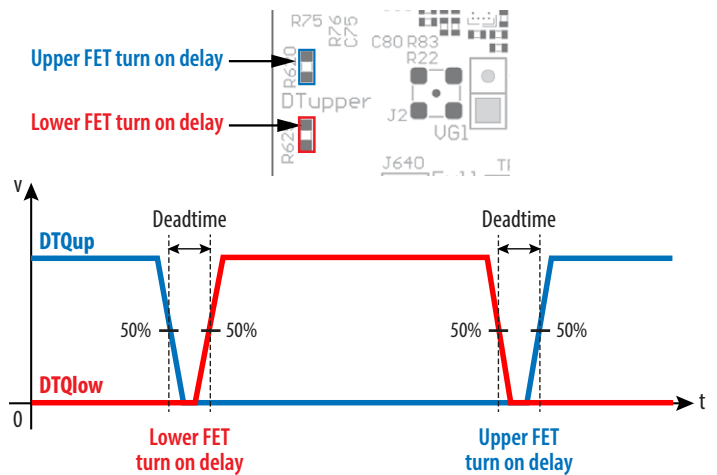 R75
R76
C75
Upper FET turn on delay
C80 R83
R22
DTupper
Lower FET turn on delay
J2
VG1
R62
J640
v
Deadtime
Deadtime
DTQup
50%
50%
50%
50%
DTQlow
0
t
Lower FET
turn on delay
Upper FET
turn on delay